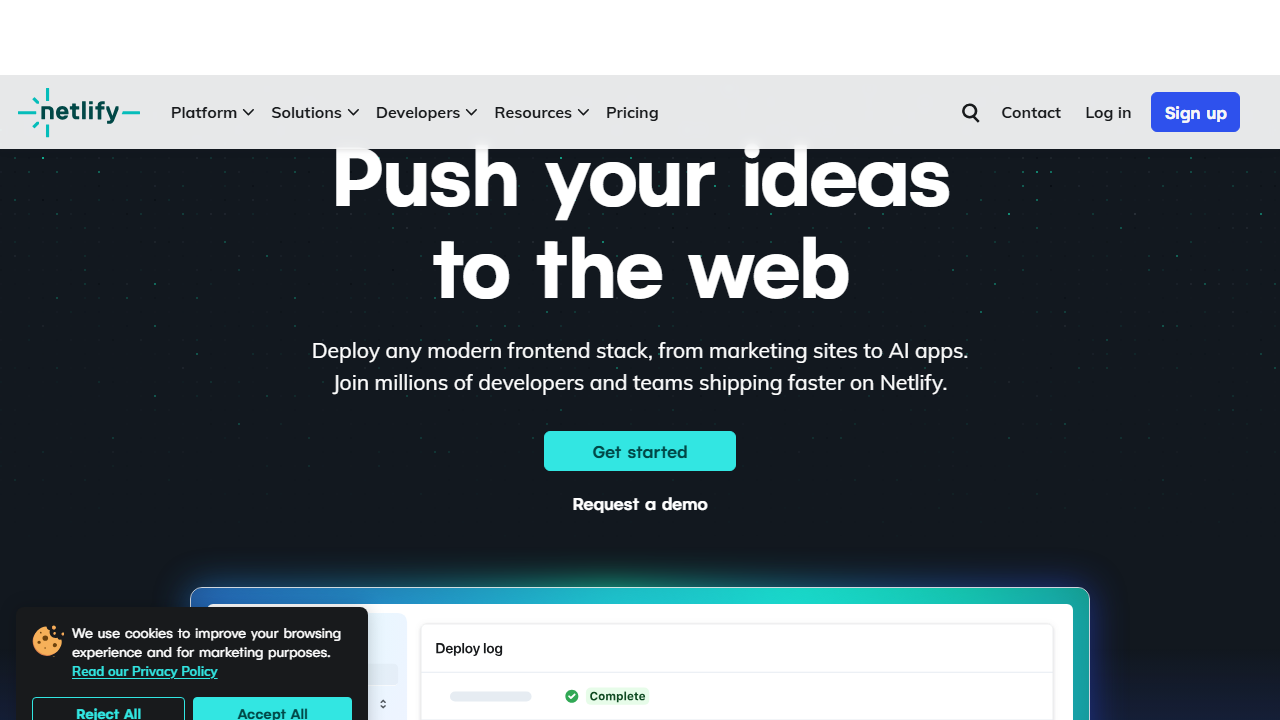 netlify
Platform
Solutions
Developers
Resources
Pricing
Contact
Log in
Sign up
Push your ideas
to the web
Deploy any modern frontend stack, from marketing sites to AI apps.
Join millions of developers and teams shipping faster on Netlify.
Get started
Request a demo
Deploy log
Complete
We use cookies to improve your browsing
experience and for marketing purposes.
Read our Privacy Policy
Reject All
Accept All